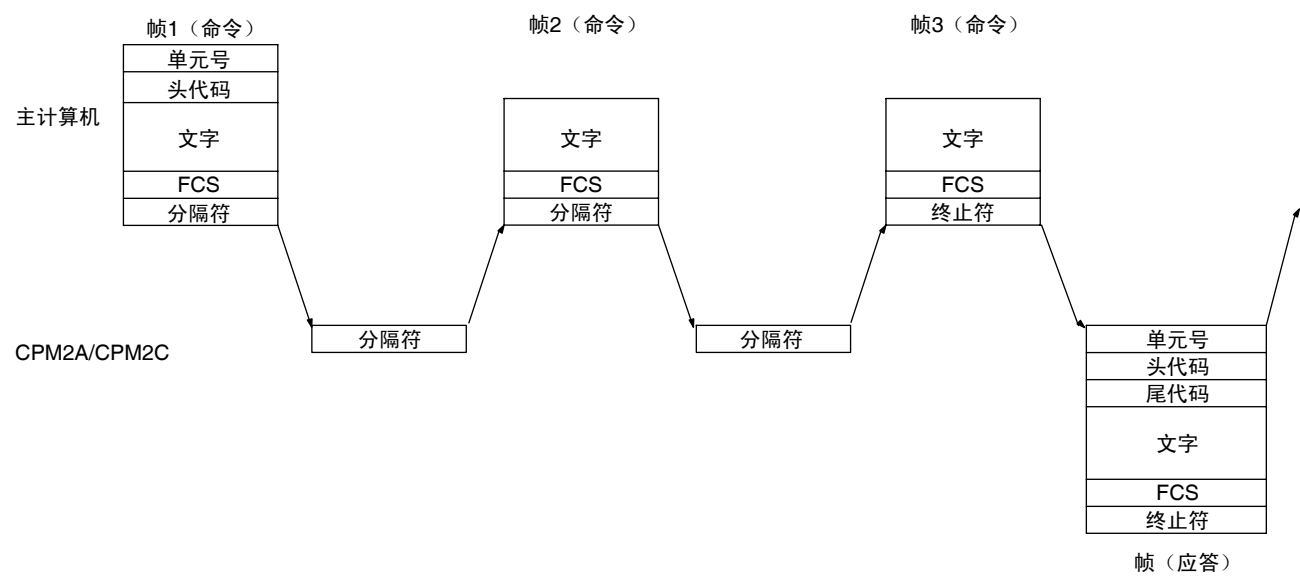 帧1（命令）
帧2（命令）
帧3（命令）
主计算机
单元号
头代码
文字
FCS
分隔符
文字
FCS
分隔符
文字
FCS
终止符
CPM2A/CPM2C
分隔符
分隔符
单元号
头代码
尾代码
文字
FCS
终止符
帧（应答）